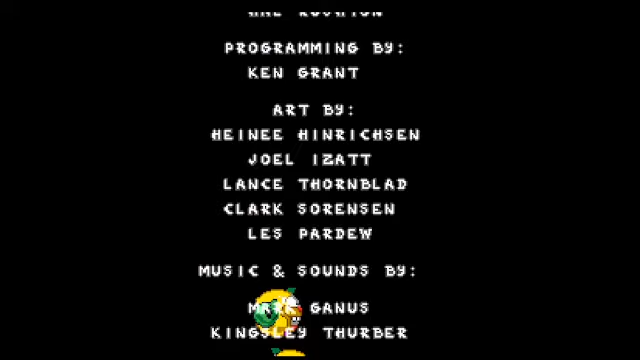 PROGRAMMING BY:
KEN GRANT
ART BY:
HEINEE HINRICHSEN
JOEL IZATT
LANCE THORNBLAD
CLARK SORENSEN
LES PARDEW
MUSIC & SOUNDS BY:
GANUS
KINGSLEY THURBER